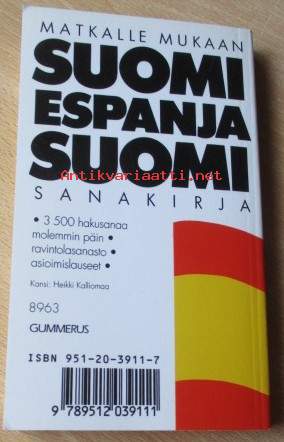 MATKALLE MUKAAN
SUOMI
ESPANJA
SUOMI
Antikvariaatti.net
SANAKIRJA
• 3 500 hakusanaa
molemmin päin •
ravintolasanasto •
asioimislauseet •
Kansi: Heikki Kalliomaa
8963
GUMMERUS
ISBN 951-20-3911-7
9 789512 039111